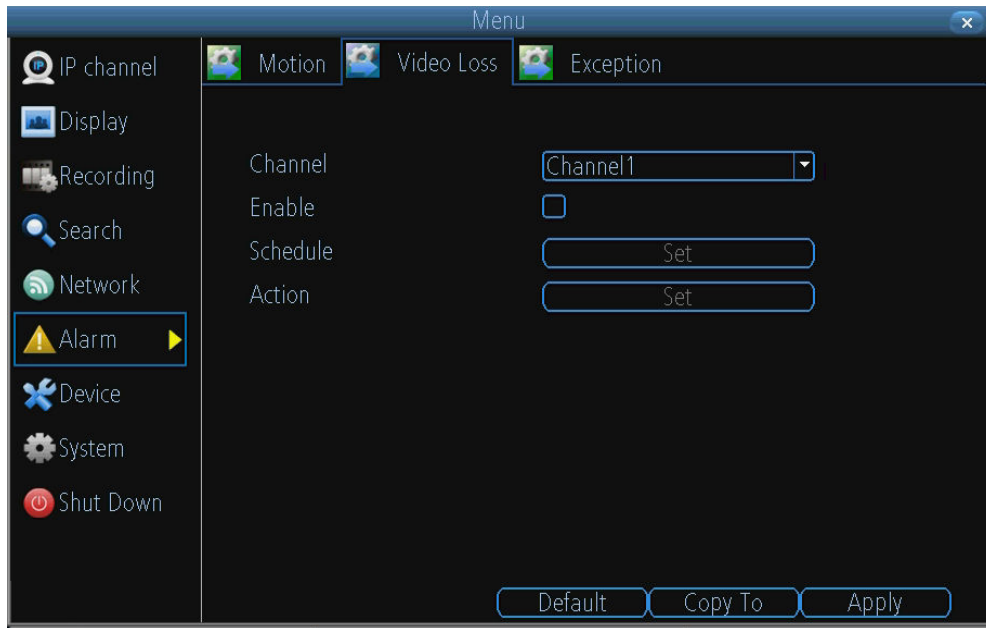 Menu
IP channel
Display
Recording
Search
Network
Alarm
Device
System
Shut Down
Motion
Video Loss
Exception
Channel
Channel1
Enable
Schedule
Set
Action
Set
Default
Copy To
Apply